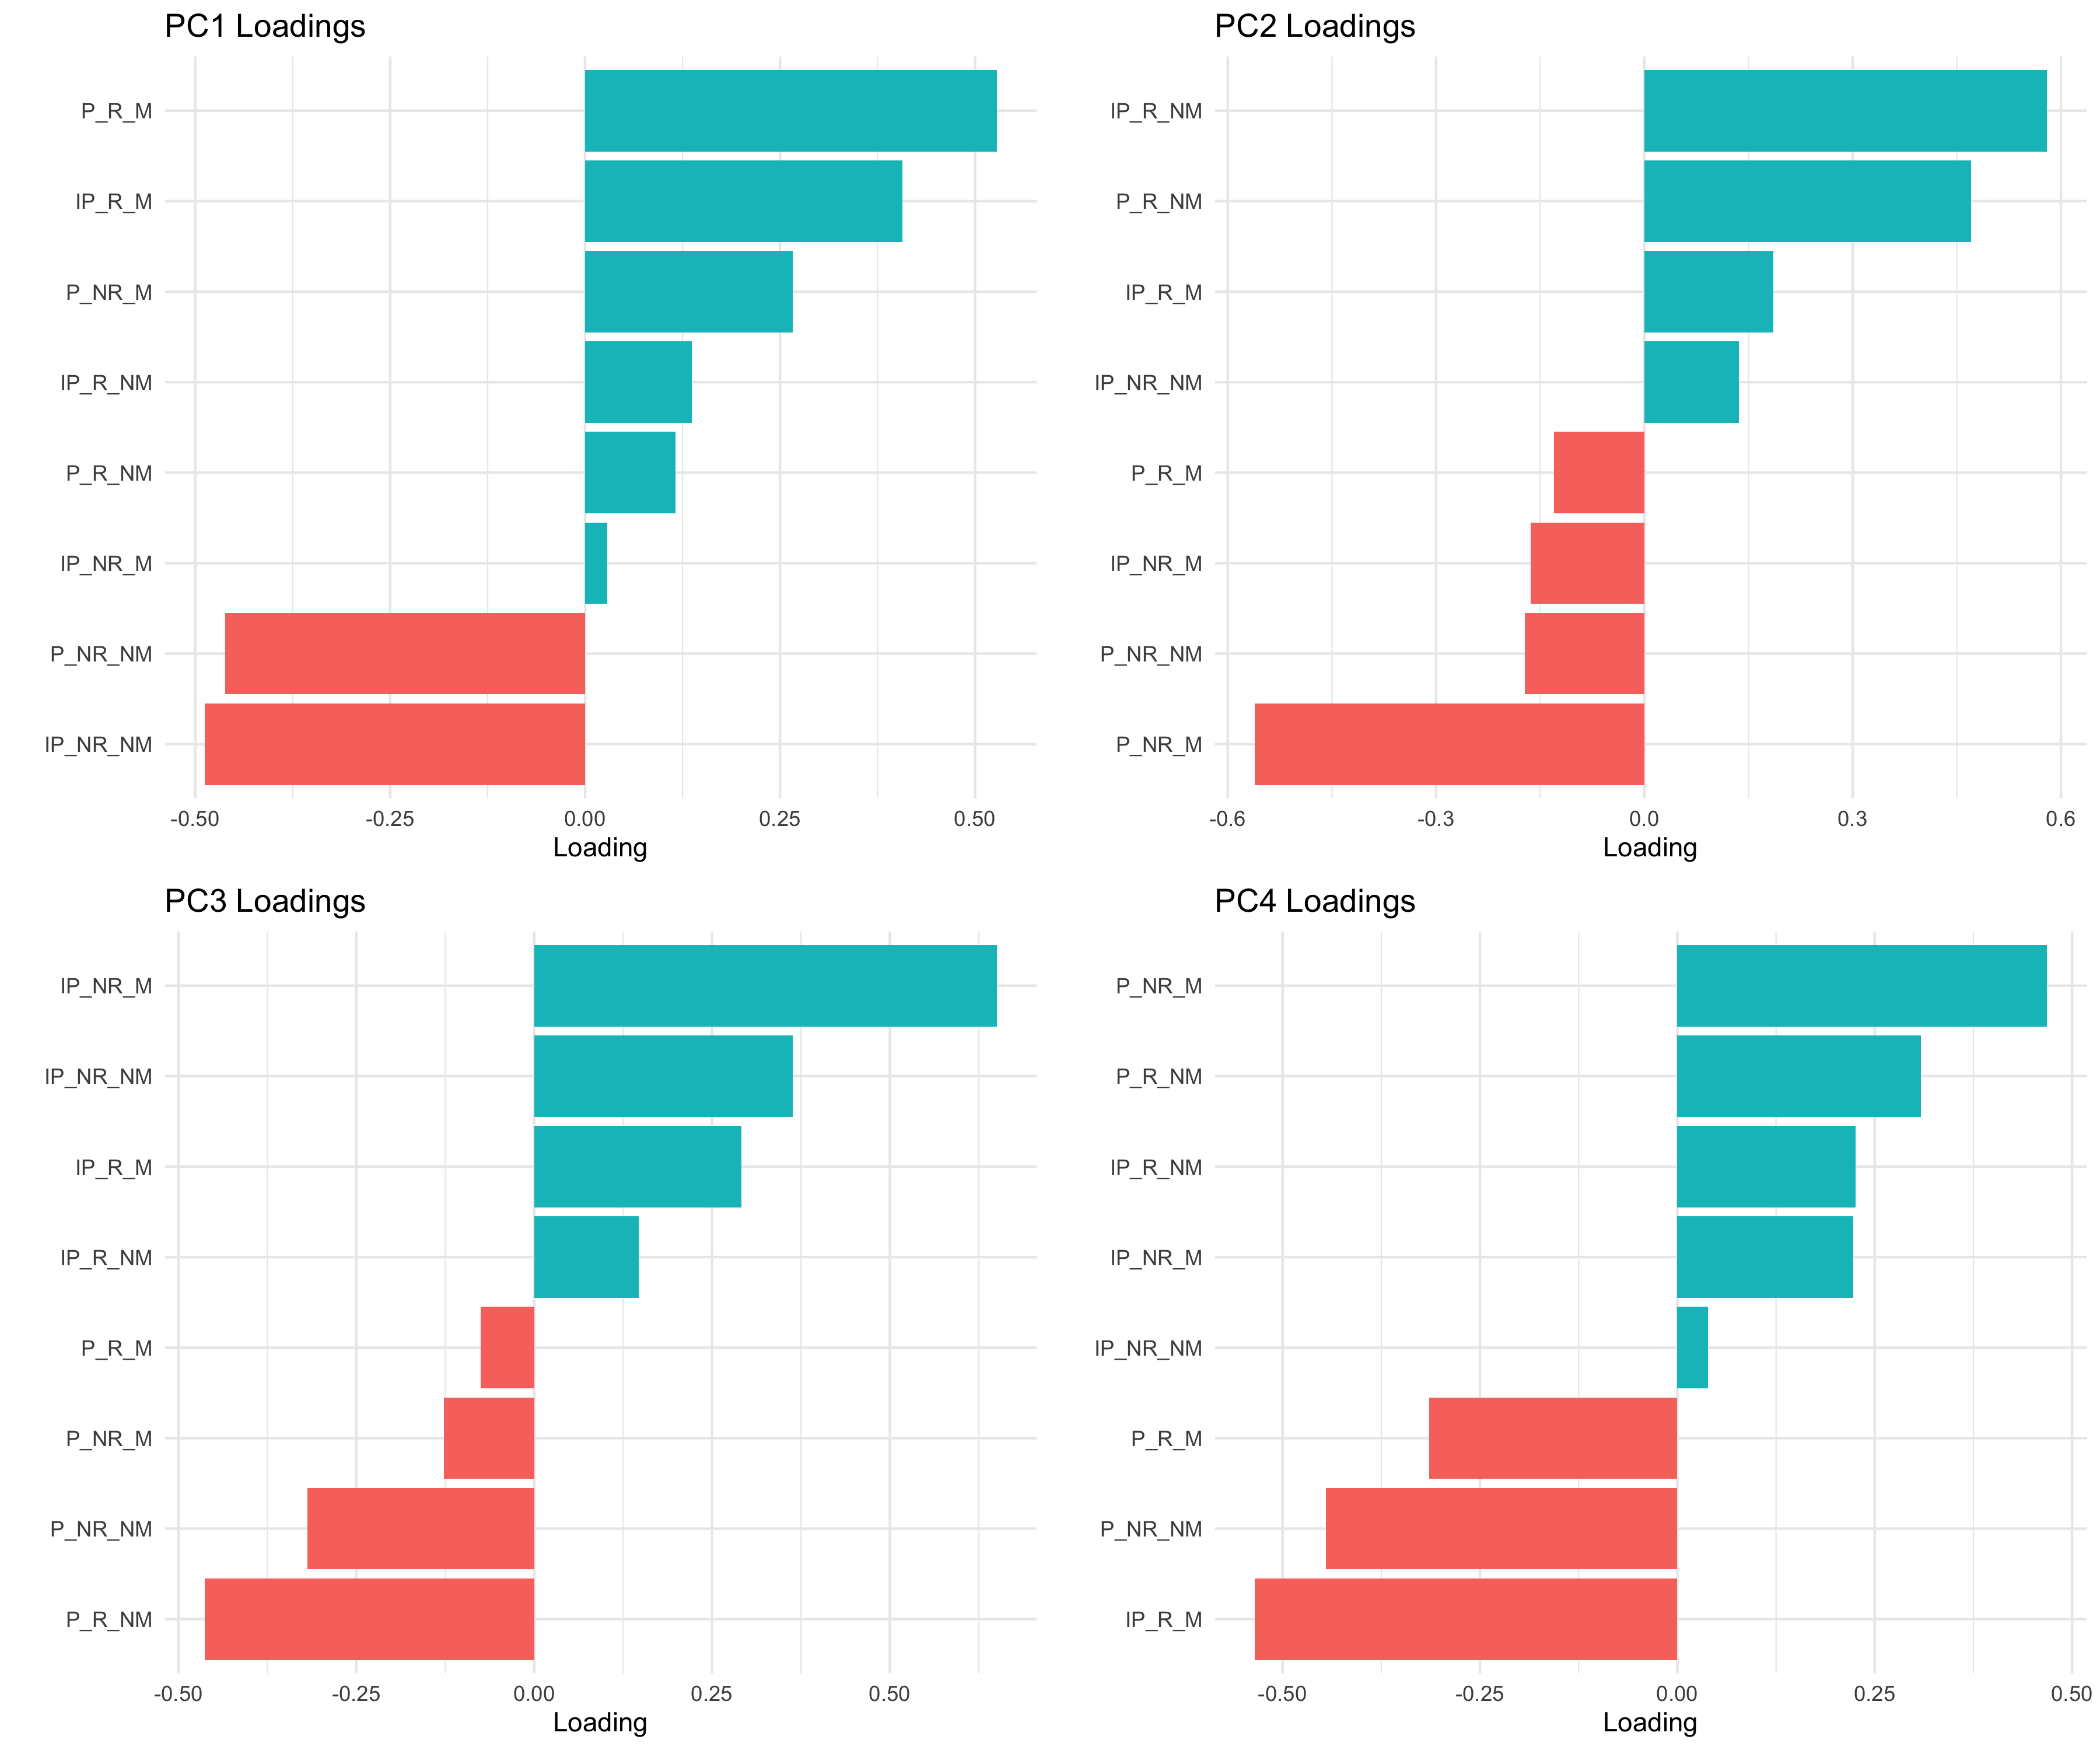 PC1 Loadings
P_R_M
IP_R_M
P_NR_M
IP_R_NM
P_R_NM
IP_NR_M
P_NR_NM
IP_NR_NM
-0.50 -0.25 0.00 0.25 0.50
Loading
PC2 Loadings
IP_R_NM
P_R_NM
IP_R_M
IP_NR_NM
P_R_M
IP_NR_M
P_NR_NM
P_NR_M
-0.6 -0.3 0.0 0.3 0.6
Loading
PC3 Loadings
IP_NR_M
IP_NR_NM
IP_R_M
IP_R_NM
P_R_M
P_NR_M
P_NR_NM
P_R_NM
-0.50 -0.25 0.00 0.25 0.50
Loading
PC4 Loadings
P_NR_M
P_R_NM
IP_R_NM
IP_NR_M
IP_NR_NM
P_R_M
P_NR_NM
IP_R_M
-0.50 -0.25 0.00 0.25 0.50
Loading